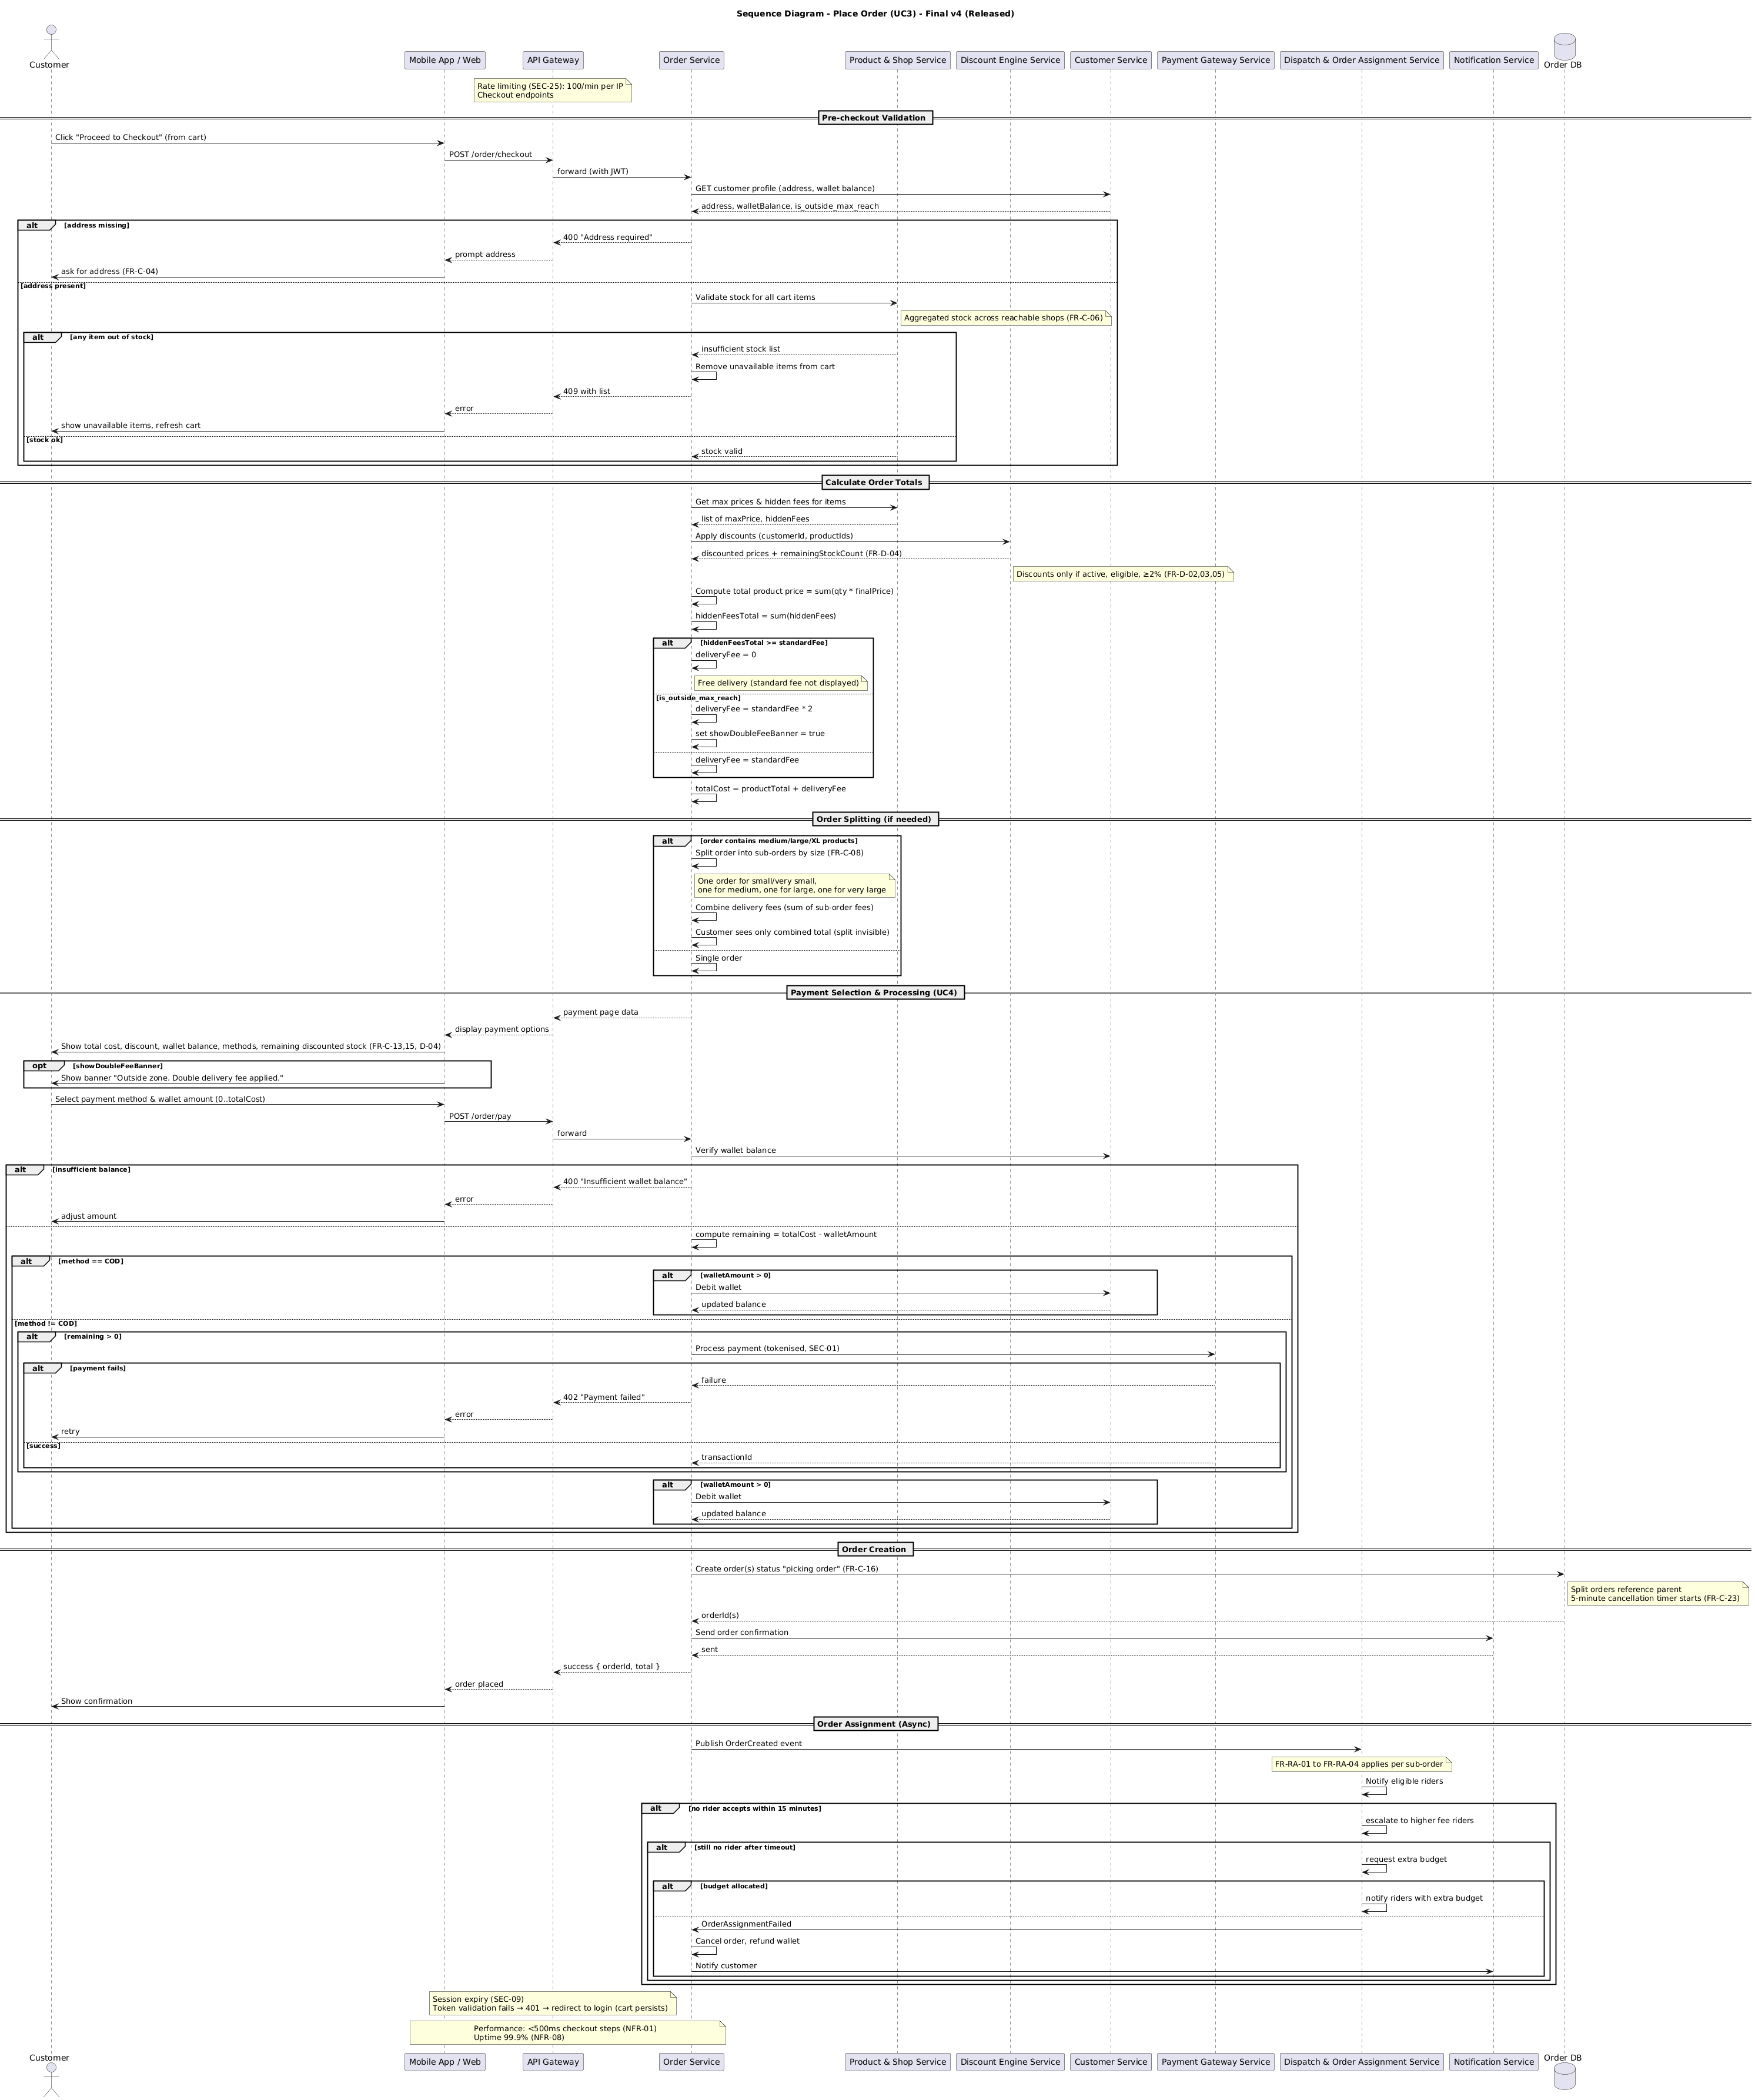 Sequence Diagram - Place Order (UC3) - Final v4 (Released)
Customer
Mobile App / Web
API Gateway
Order Service
Product & Shop Service
Discount Engine Service
Customer Service
Payment Gateway Service
Dispatch & Order Assignment Service
Notification Service
Order DB
Rate limiting (SEC-25): 100/min per IP
Checkout endpoints
Pre-checkout Validation
Click "Proceed to Checkout" (from cart)
POST /order/checkout
forward (with JWT)
GET customer profile (address, wallet balance)
address, walletBalance, is_outside_max_reach
alt [address missing]
400 "Address required"
prompt address
ask for address (FR-C-04)
[address present]
Validate stock for all cart items
Aggregated stock across reachable shops (FR-C-06)
alt [any item out of stock]
insufficient stock list
Remove unavailable items from cart
409 with list
error
show unavailable items, refresh cart
[stock ok]
stock valid
Calculate Order Totals
Get max prices & hidden fees for items
list of maxPrice, hiddenFees
Apply discounts (customerId, productIds)
discounted prices + remainingStockCount (FR-D-04)
Discounts only if active, eligible, ≥2% (FR-D-02,03,05)
Compute total product price = sum(qty * finalPrice)
hiddenFeesTotal = sum(hiddenFees)
alt [hiddenFeesTotal >= standardFee]
deliveryFee = 0
Free delivery (standard fee not displayed)
[is_outside_max_reach]
deliveryFee = standardFee * 2
set showDoubleFeeBanner = true
deliveryFee = standardFee
totalCost = productTotal + deliveryFee
Order Splitting (if needed)
alt [order contains medium/large/XL products]
Split order into sub-orders by size (FR-C-08)
One order for small/very small,
one for medium, one for large, one for very large
Combine delivery fees (sum of sub-order fees)
Customer sees only combined total (split invisible)
Single order
Payment Selection & Processing (UC4)
payment page data
display payment options
Show total cost, discount, wallet balance, methods, remaining discounted stock (FR-C-13,15, D-04)
opt [showDoubleFeeBanner]
Show banner "Outside zone. Double delivery fee applied."
Select payment method & wallet amount (0..totalCost)
POST /order/pay
forward
Verify wallet balance
alt [insufficient balance]
400 "Insufficient wallet balance"
error
adjust amount
compute remaining = totalCost - walletAmount
alt [method == COD]
alt [walletAmount > 0]
Debit wallet
updated balance
[method != COD]
alt [remaining > 0]
Process payment (tokenised, SEC-01)
alt [payment fails]
failure
402 "Payment failed"
error
retry
[success]
transactionId
alt [walletAmount > 0]
Debit wallet
updated balance
Order Creation
Create order(s) status "picking order" (FR-C-16)
Split orders reference parent
5-minute cancellation timer starts (FR-C-23)
orderId(s)
Send order confirmation
sent
success { orderId, total }
order placed
Show confirmation
Order Assignment (Async)
Publish OrderCreated event
FR-RA-01 to FR-RA-04 applies per sub-order
Notify eligible riders
alt [no rider accepts within 15 minutes]
escalate to higher fee riders
alt [still no rider after timeout]
request extra budget
alt [budget allocated]
notify riders with extra budget
OrderAssignmentFailed
Cancel order, refund wallet
Notify customer
Session expiry (SEC-09)
Token validation fails → 401 → redirect to login (cart persists)
Performance: <500ms checkout steps (NFR-01)
Uptime 99.9% (NFR-08)
Customer
Mobile App / Web
API Gateway
Order Service
Product & Shop Service
Discount Engine Service
Customer Service
Payment Gateway Service
Dispatch & Order Assignment Service
Notification Service
Order DB